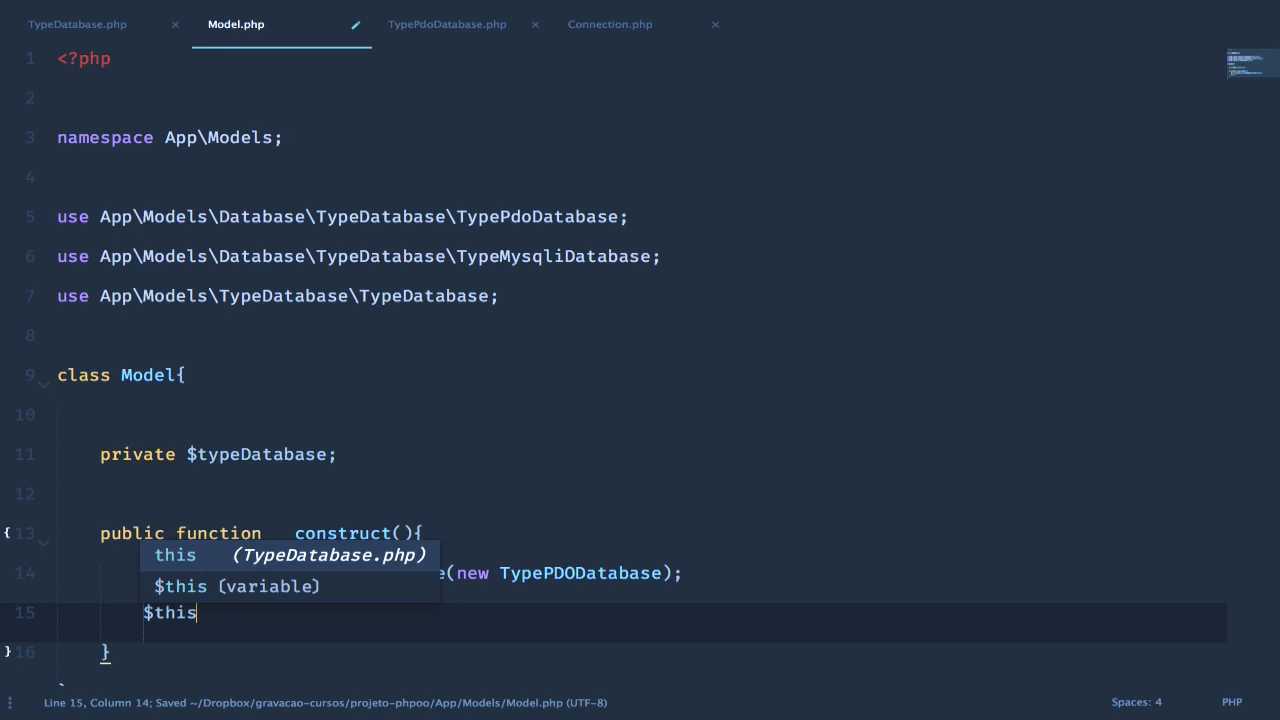 TypeDatabase.php × Model.php TypePdoDatabase.php × Connection.php ×
1 <?php
2
3 namespace App\Models;
4
5 use App\Models\Database\TypeDatabase\TypePdoDatabase;
6 use App\Models\Database\TypeDatabase\TypeMysqliDatabase;
7 use App\Models\TypeDatabase\TypeDatabase;
8
9 class Model{
10
11 private $typeDatabase;
12
13 public function __construct(){
this (TypeDatabase.php)
14 e(new TypePDODatabase);
$this (variable)
15 $this
16 }
Line 15, Column 14; Saved ~/Dropbox/gravacao-cursos/projeto-phpoo/App/Models/Model.php (UTF-8) Spaces: 4 PHP